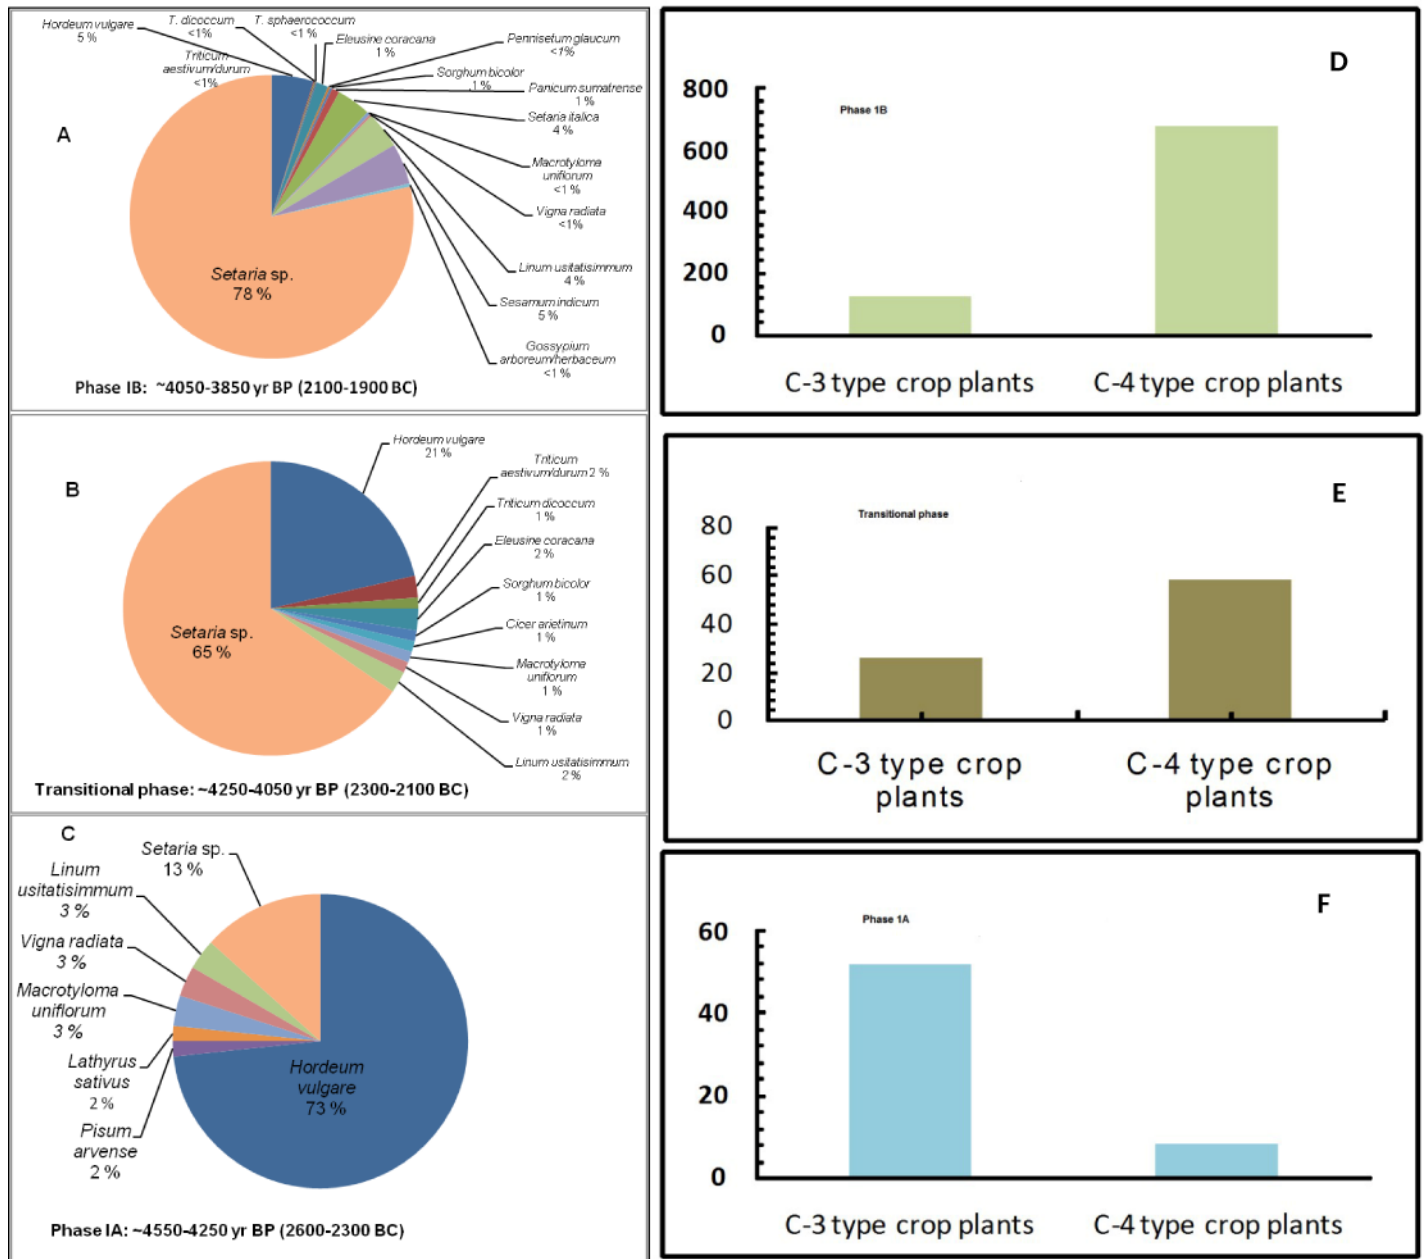 Hordeum vulgare
5 %
T. dicoccum
<1%
T. sphaerococcum
<1 %
Eleusine coracana
1 %
Pennisetum glaucum
<1%
Triticum
aestivum/durum
<1%
Sorghum bicolor
1 %
Panicum sumatrense
1 %
Setaria italica
4 %
Macrotyloma
uniflorum
<1 %
Vigna radiata
<1%
Linum usitatisimmum
4 %
Sesamum indicum
5 %
Gossypium
arboreum/herbaceum
<1 %
A
Setaria sp.
78 %
Phase IB: ~4050-3850 yr BP (2100-1900 BC)
B
Hordeum vulgare
21 %
Triticum
aestivum/durum 2 %
Triticum dicoccum
1 %
Eleusine coracana
2 %
Sorghum bicolor
1 %
Cicer arietinum
1 %
Macrotyloma
uniflorum
1 %
Vigna radiata
1 %
Linum usitatisimmum
2 %
Setaria sp.
65 %
Transitional phase: ~4250-4050 yr BP (2300-2100 BC)
C
Setaria sp.
13 %
Linum
usitatisimmum
3 %
Vigna radiata
3 %
Macrotyloma
uniflorum
3 %
Lathyrus
sativus
2 %
Pisum
arvense
2 %
Hordeum
vulgare
73 %
Phase IA: ~4550-4250 yr BP (2600-2300 BC)
D
Phase 1B
800
600
400
200
0
C-3 type crop plants
C-4 type crop plants
E
Transitional phase
80
60
40
20
0
C-3 type crop
plants
C-4 type crop
plants
F
Phase 1A
60
40
20
0
C-3 type crop plants
C-4 type crop plants